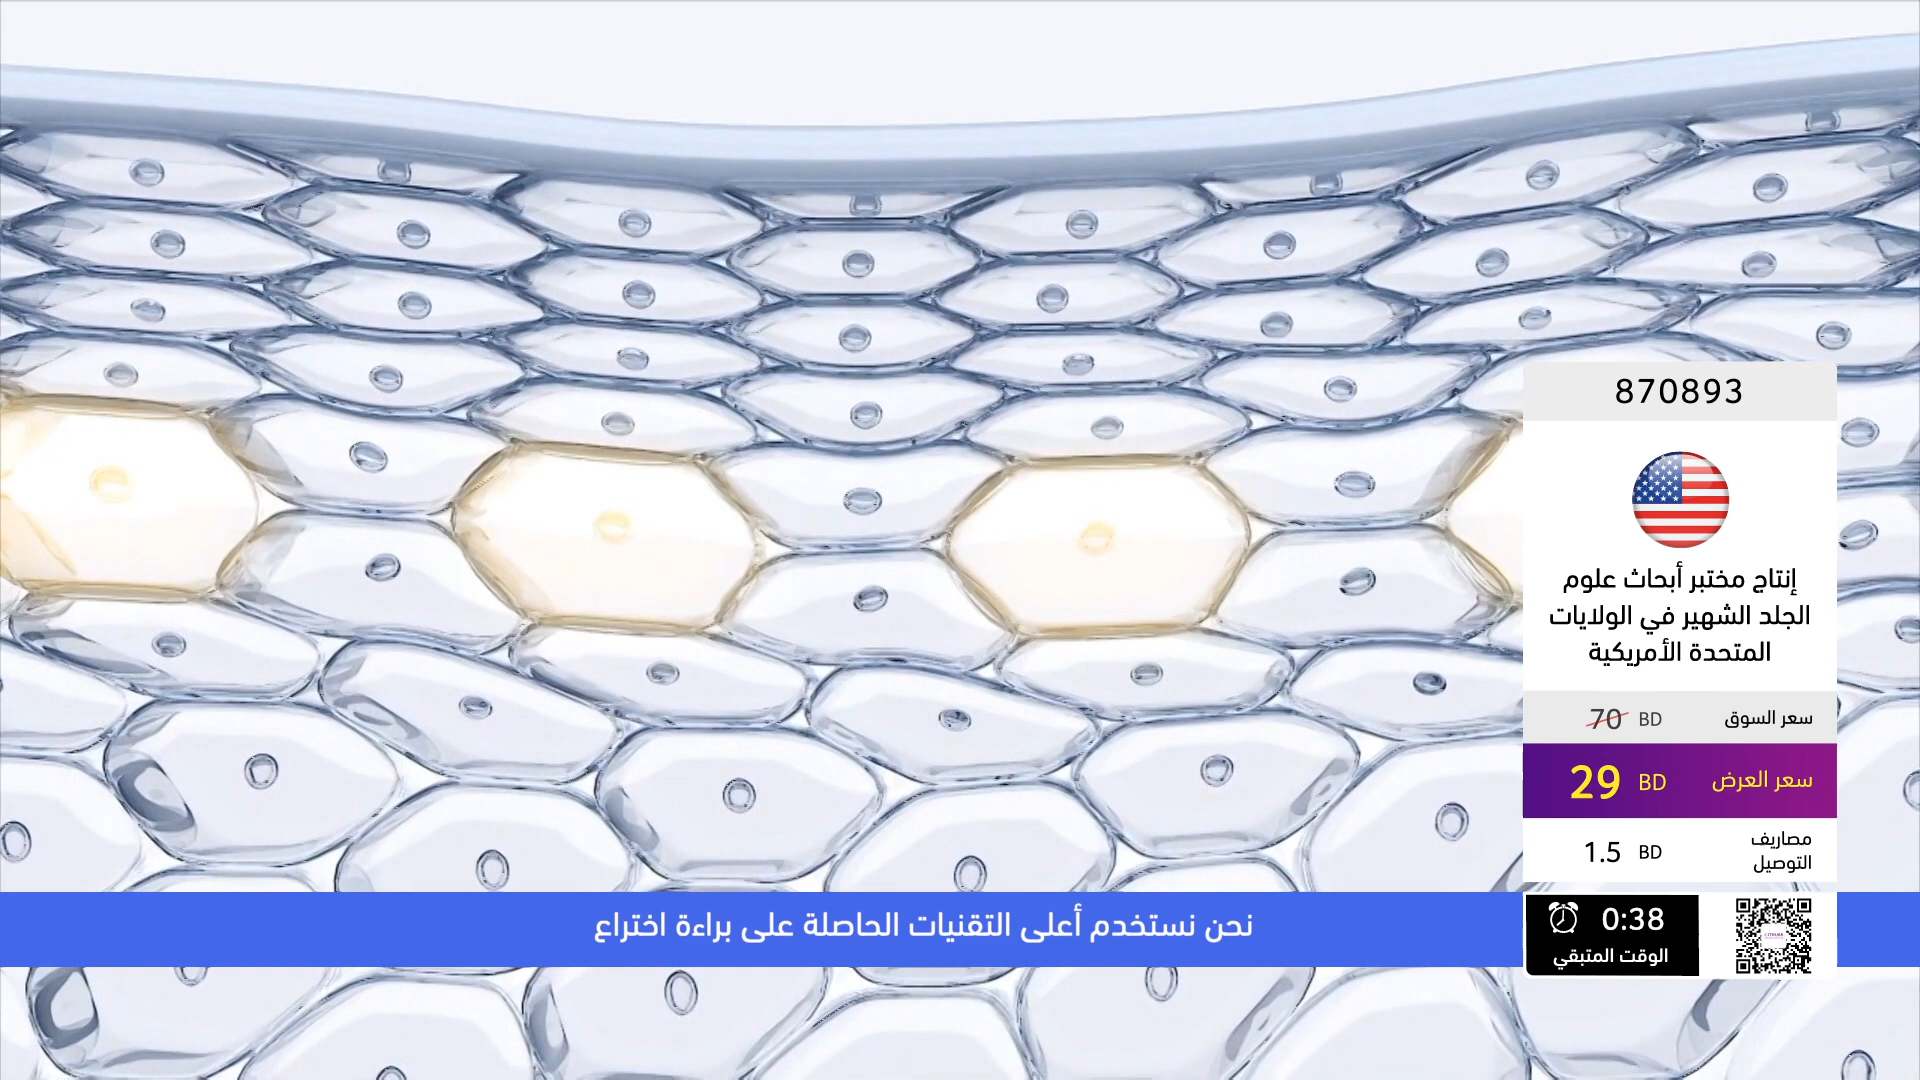 870893
إنتاج مختبر أبحاث علوم
الجلد الشهير في الولايات
المتحدة الأمريكية
سعر السوق BD 70
سعر العرض BD 29
مصاريف
التوصيل
BD 1.5
0:38
الوقت المتبقي
نحن نستخدم أعلى التقنيات الحاصلة على براءة اختراع